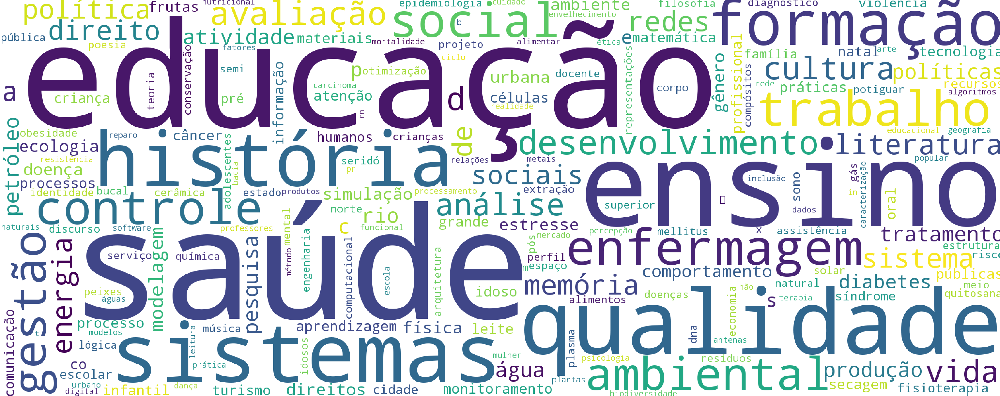 política
frutas
nutricional
avaliação
epidemiologia
cuidado
social
ambiente
envelhecimento
filosofia
redes
diagnóstico
violência
formação
direito
pública
poesia
atividade
materiais
mortalidade
b
projeto
alimentar
ética
e
matemática
profissional
família
natal
arte
tecnologia
educação
fatores
conservação
teoria
semi
pré
criança
a
informação
carcinoma
atenção
p
otimização
ciclo
rn
d
urbana
docente
células
realidade
representações
corpo
gênero
compósitos
cultura
políticas
rede
práticas
potiguar
recursos
algoritmos
trabalho
educacional
geografia
petróleo
obesidade
reparo
câncer
ecologia
resistência
doença
processos
história
adolescentes
bacia
humanos
crianças
de
seridó
pr
relações
desenvolvimento
literatura
metais
popular
sociais
ensino
inclusão
sono
gás
caracterização
in
oral
dados
superior
identidade
bucal
cerâmica
estado
produtos
simulação
processamento
extração
controle
análise
norte
rio
grande
estresse
naturais
discurso
software
professores
mental
c
funcional
pós
mercado
percepção
mellitus
x
assistência
tratamento
gestão
energia
saúde
serviço
química
modelagem
pesquisa
método
engenharia
computacional
escola
arquitetura
idoso
perfil
m
espaço
enfermagem
sistema
estrutura
risco
comportamento
solar
públicas
memória
diabetes
natural
meio
peixes
águas
alimentos
doenças
economia
não
s
terapia
síndrome
quitosana
qualidade
comunicação
t
processo
modelos
lógica
música
leitura
aprendizagem
física
leite
plasma
dna
antenas
sistemas
prática
idosos
mulher
psicologia
resíduos
co
escolar
água
plantas
ambiental
produção
vida
urbano
digital
infantil
dança
turismo
direitos
cidade
monitoramento
biodiversidade
secagem
fisioterapia